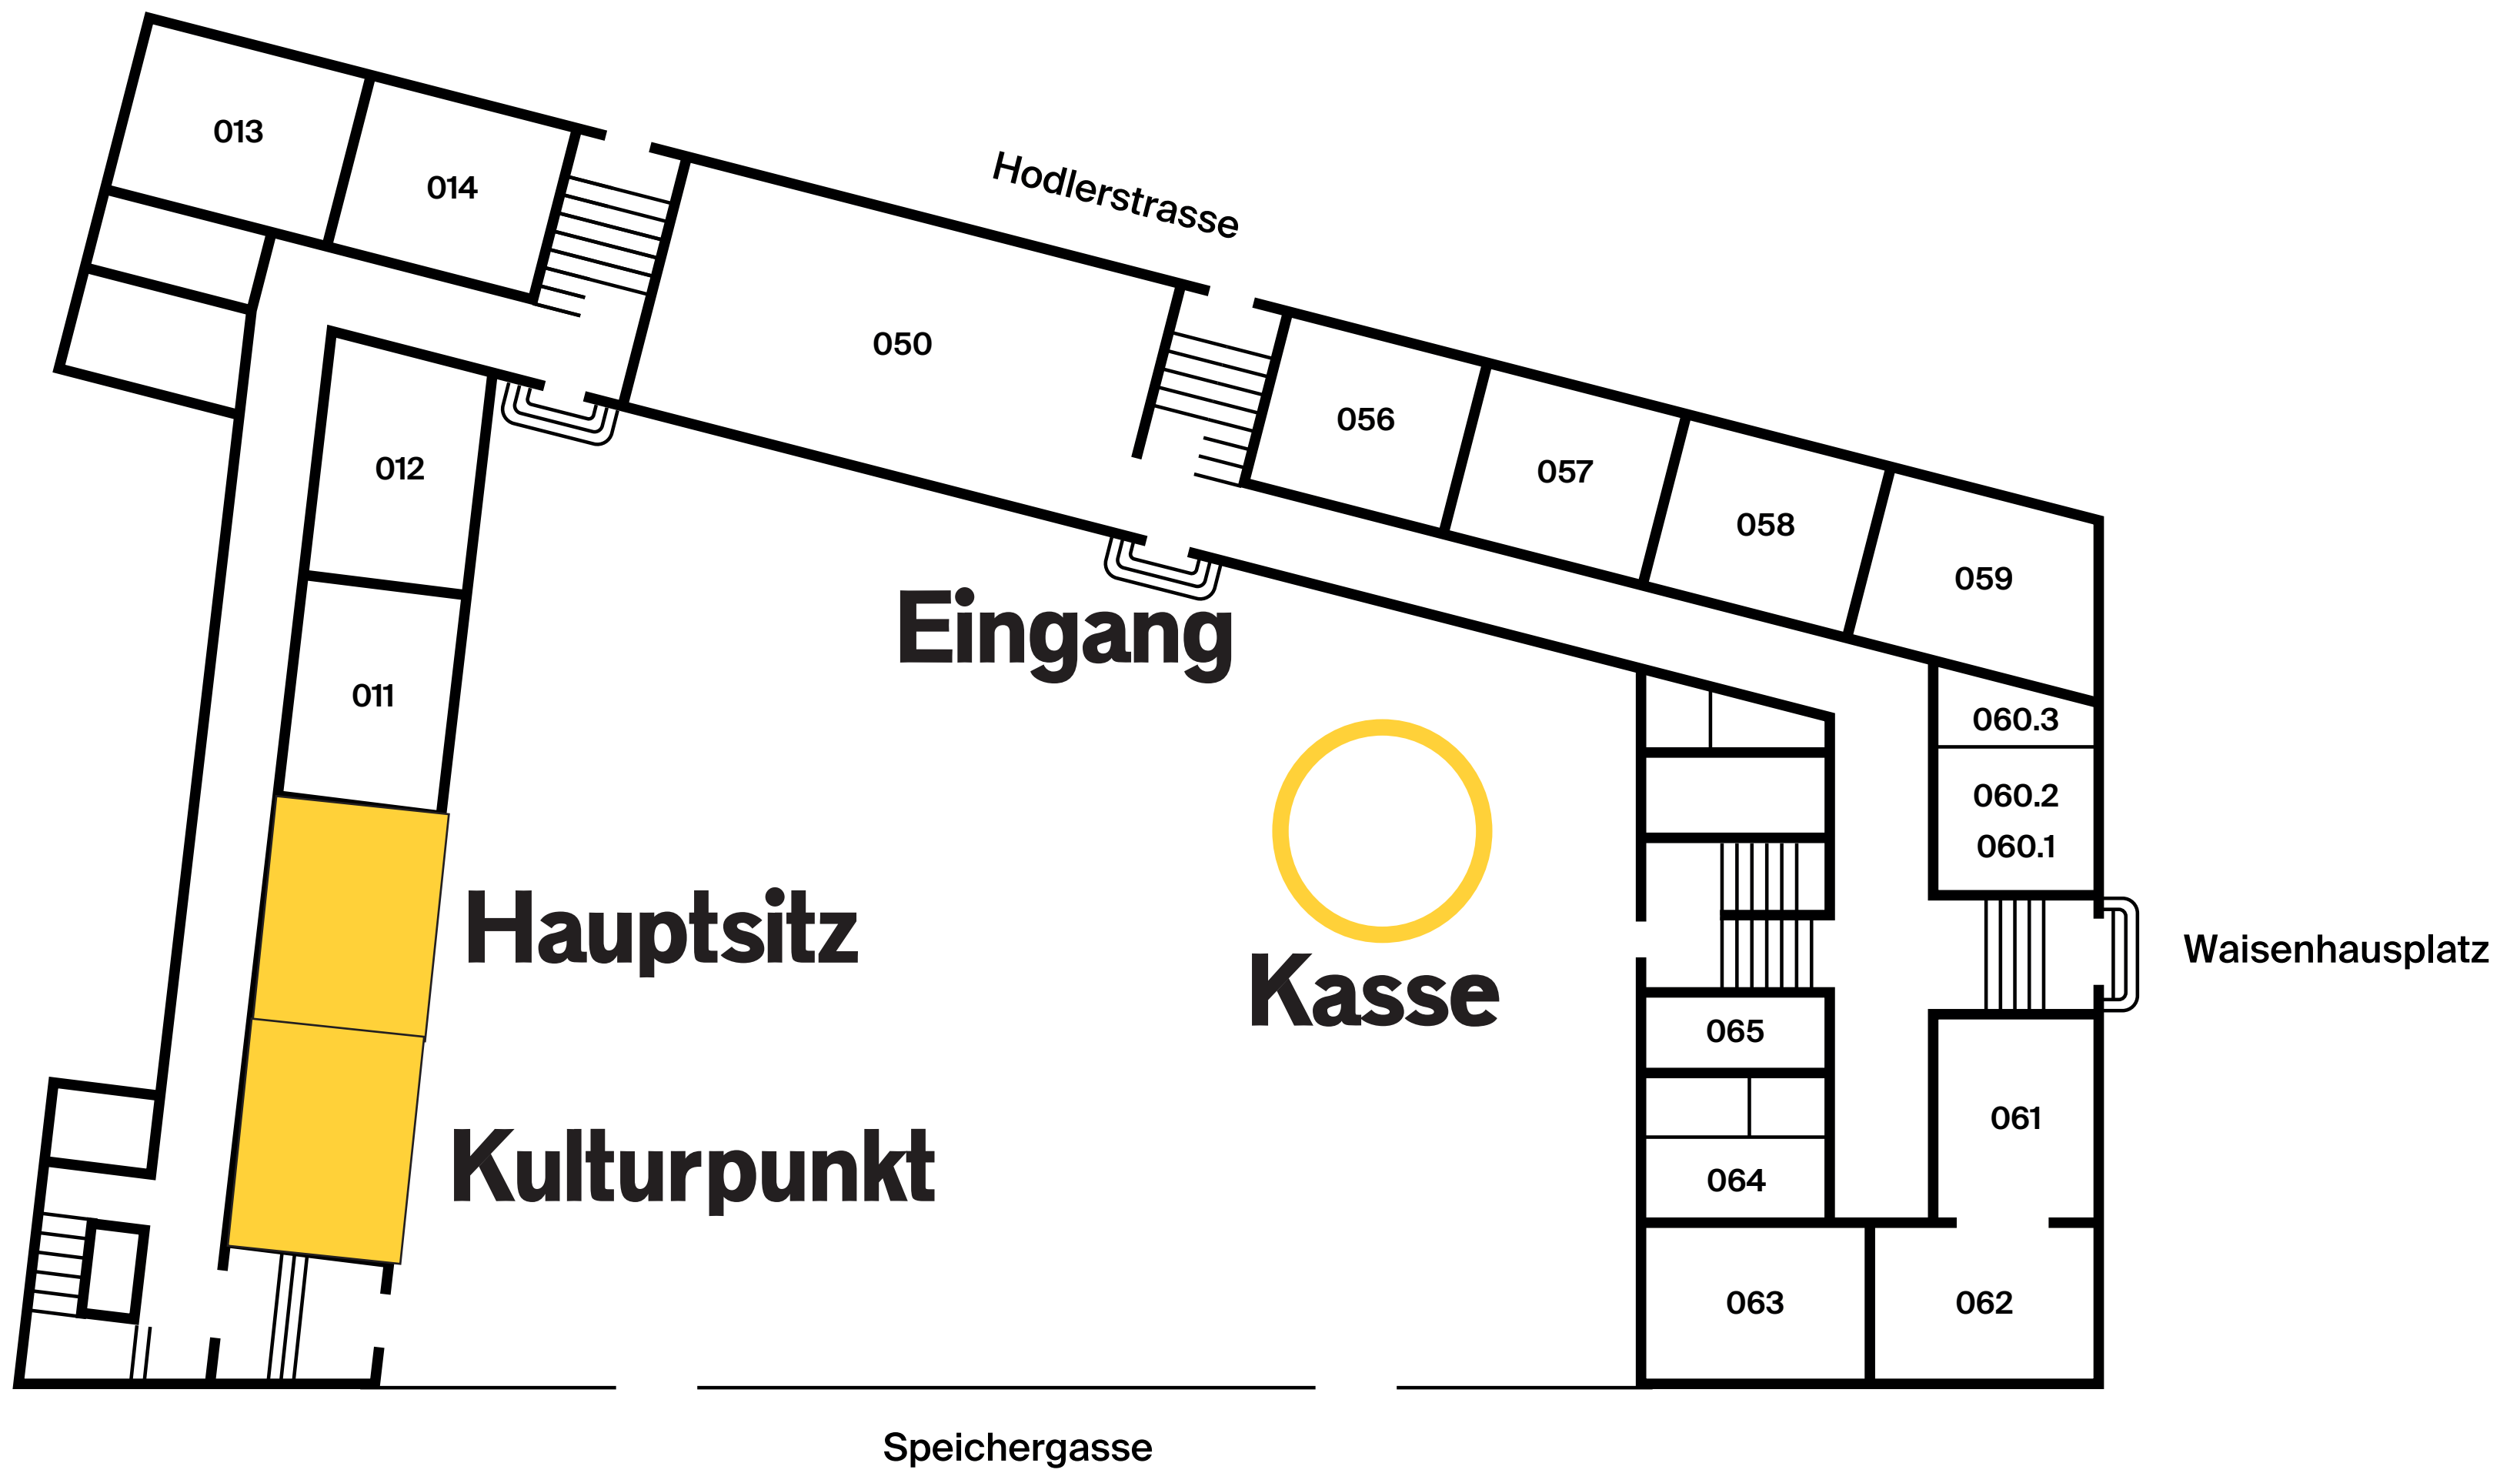 013
014
Hodlerstrasse
050
056
012
057
058
059
Eingang
011
060.3
060.2
060.1
Hauptsitz
Kasse
Waisenhausplatz
065
061
Kulturpunkt
064
063
062
Speichergasse